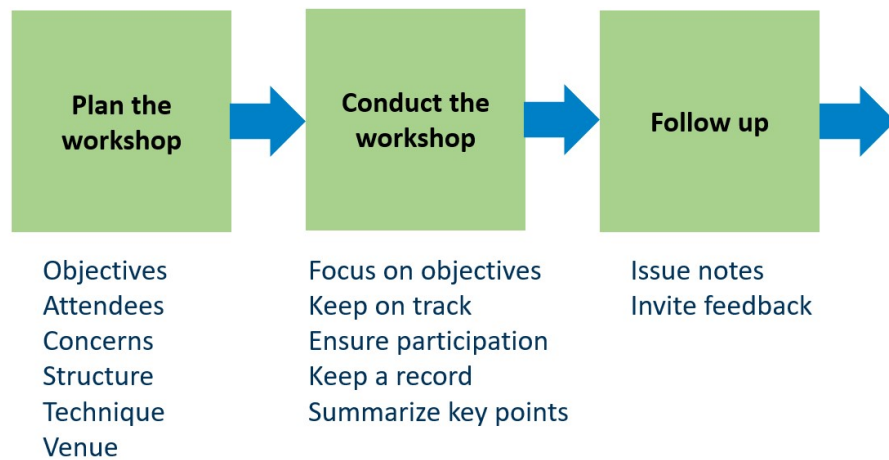 Plan the
workshop
Conduct the
workshop
Follow up
Objectives
Attendees
Concerns
Structure
Technique
Venue
Focus on objectives
Keep on track
Ensure participation
Keep a record
Summarize key points
Issue notes
Invite feedback